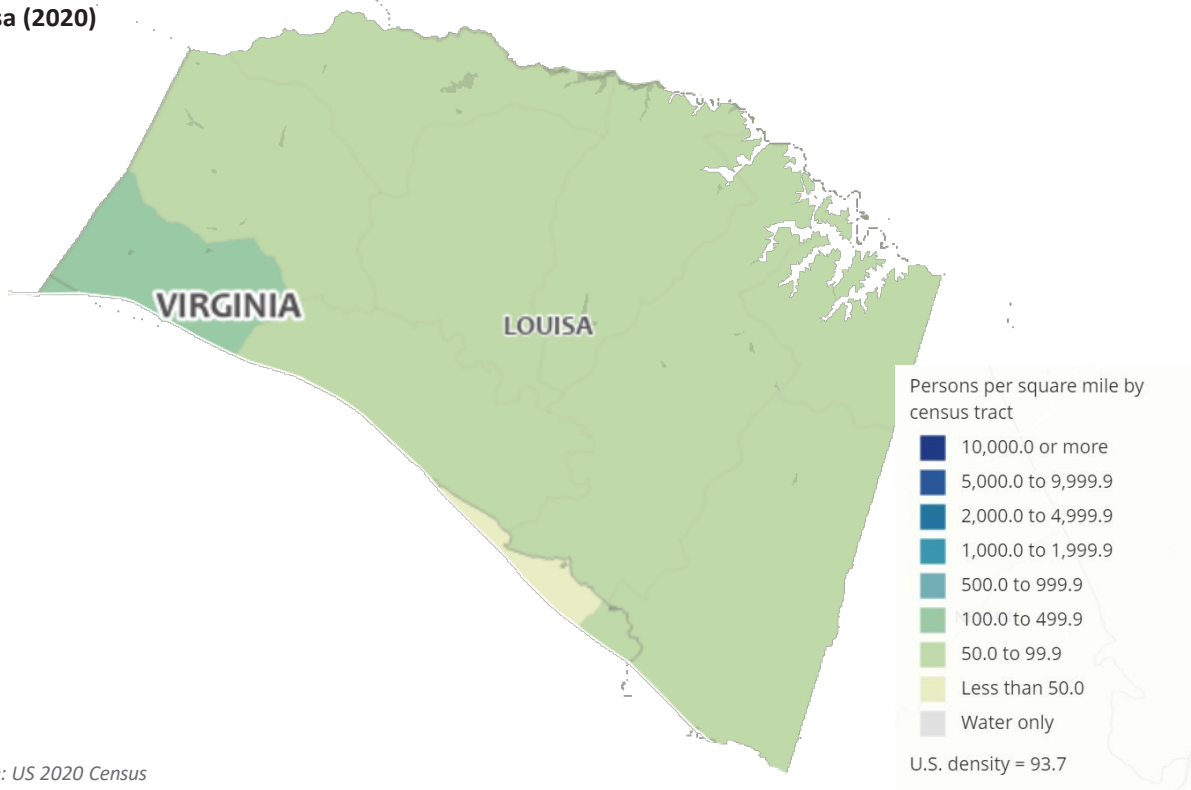 (2020)
VIRGINIA
LOUISA
Persons per square mile by
census tract
10,000.0 or more
5,000.0 to 9,999.9
2,000.0 to 4,999.9
1,000.0 to 1,999.9
500.0 to 999.9
100.0 to 499.9
50.0 to 99.9
Less than 50.0
Water only
U.S. density = 93.7
: US 2020 Census